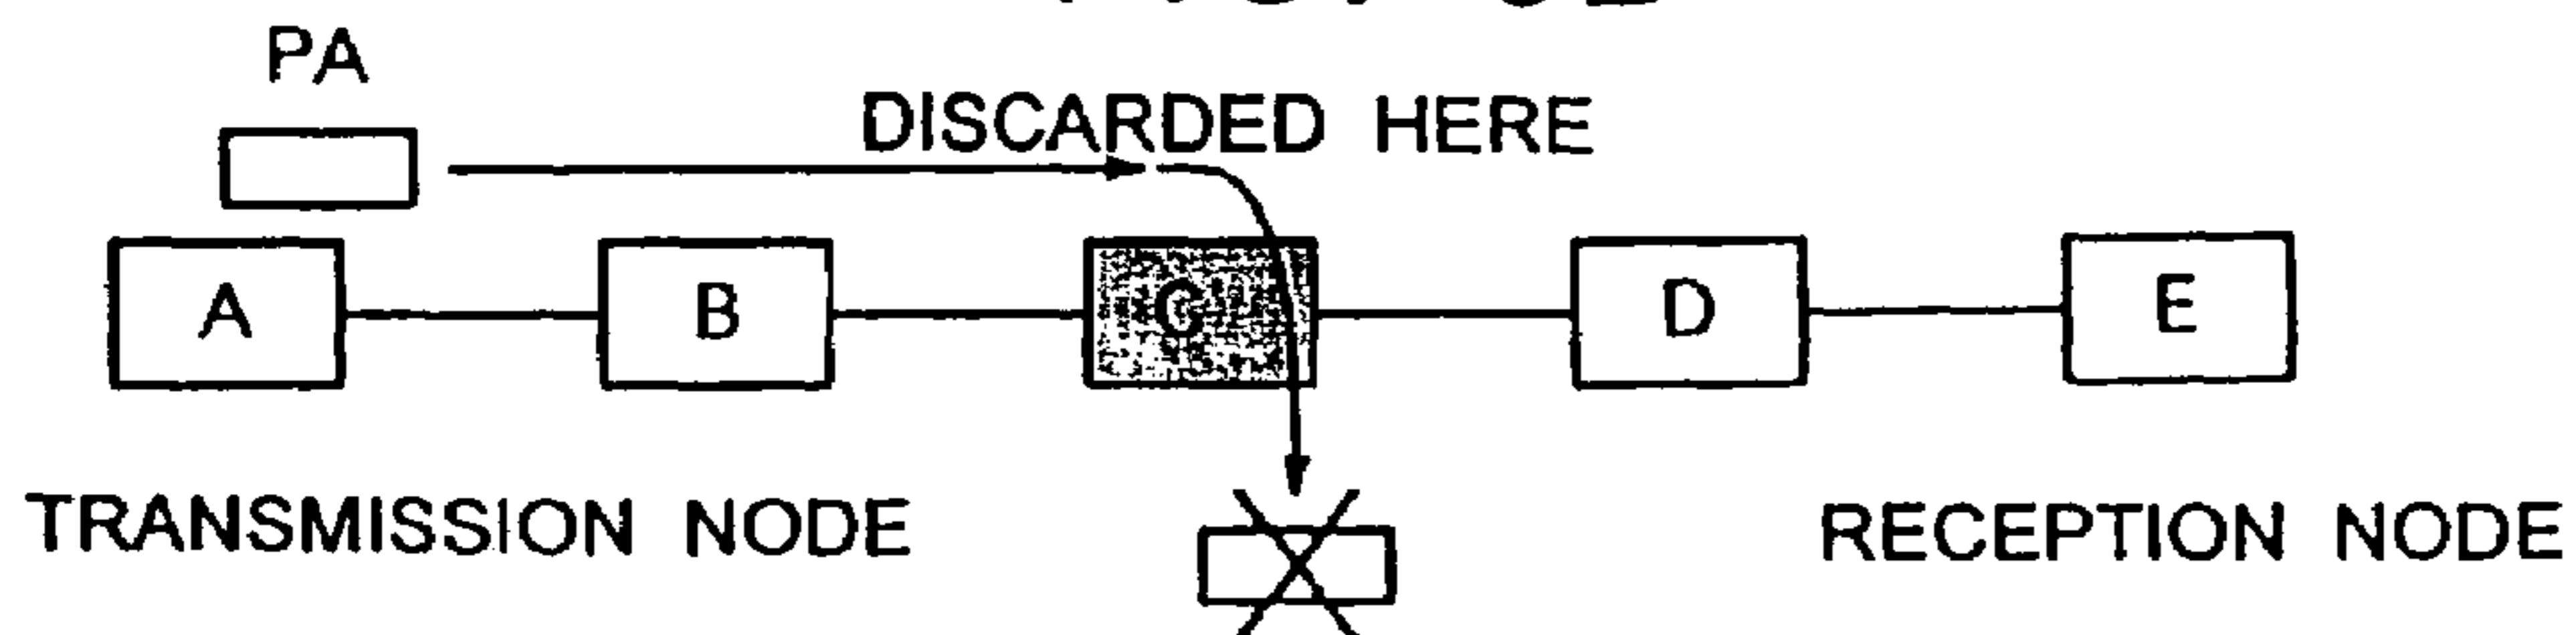 PA
DISCARDED HERE
A B C D E
TRANSMISSION NODE RECEPTION NODE